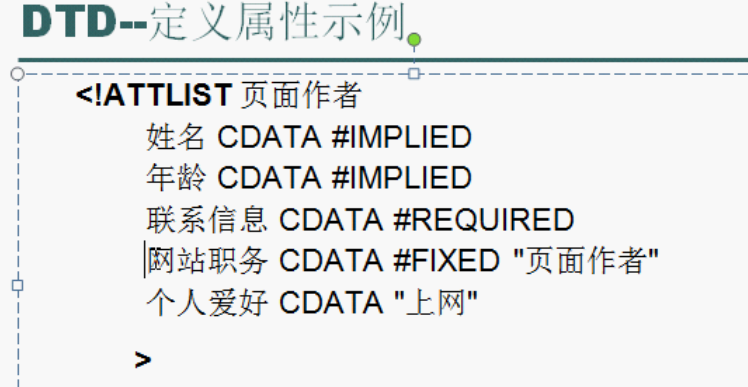 DTD--定义属性示例
<!ATTLIST 页面作者
姓名 CDATA #IMPLIED
年龄 CDATA #IMPLIED
联系信息 CDATA #REQUIRED
网站职务 CDATA #FIXED "页面作者"
个人爱好 CDATA "上网"
>